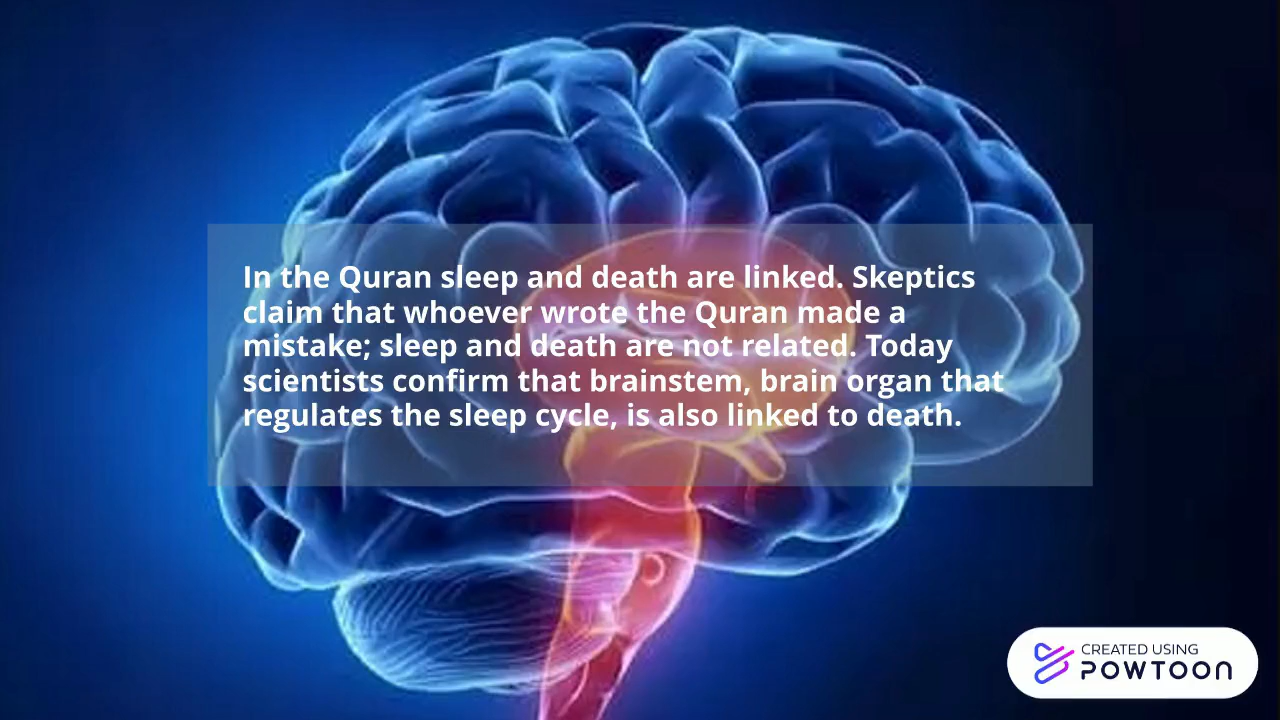 In the Quran sleep and death are linked. Skeptics
claim that whoever wrote the Quran made a
mistake; sleep and death are not related. Today
scientists confirm that brainstem, brain organ that
regulates the sleep cycle, is also linked to death.
CREATED USING
POWTOON